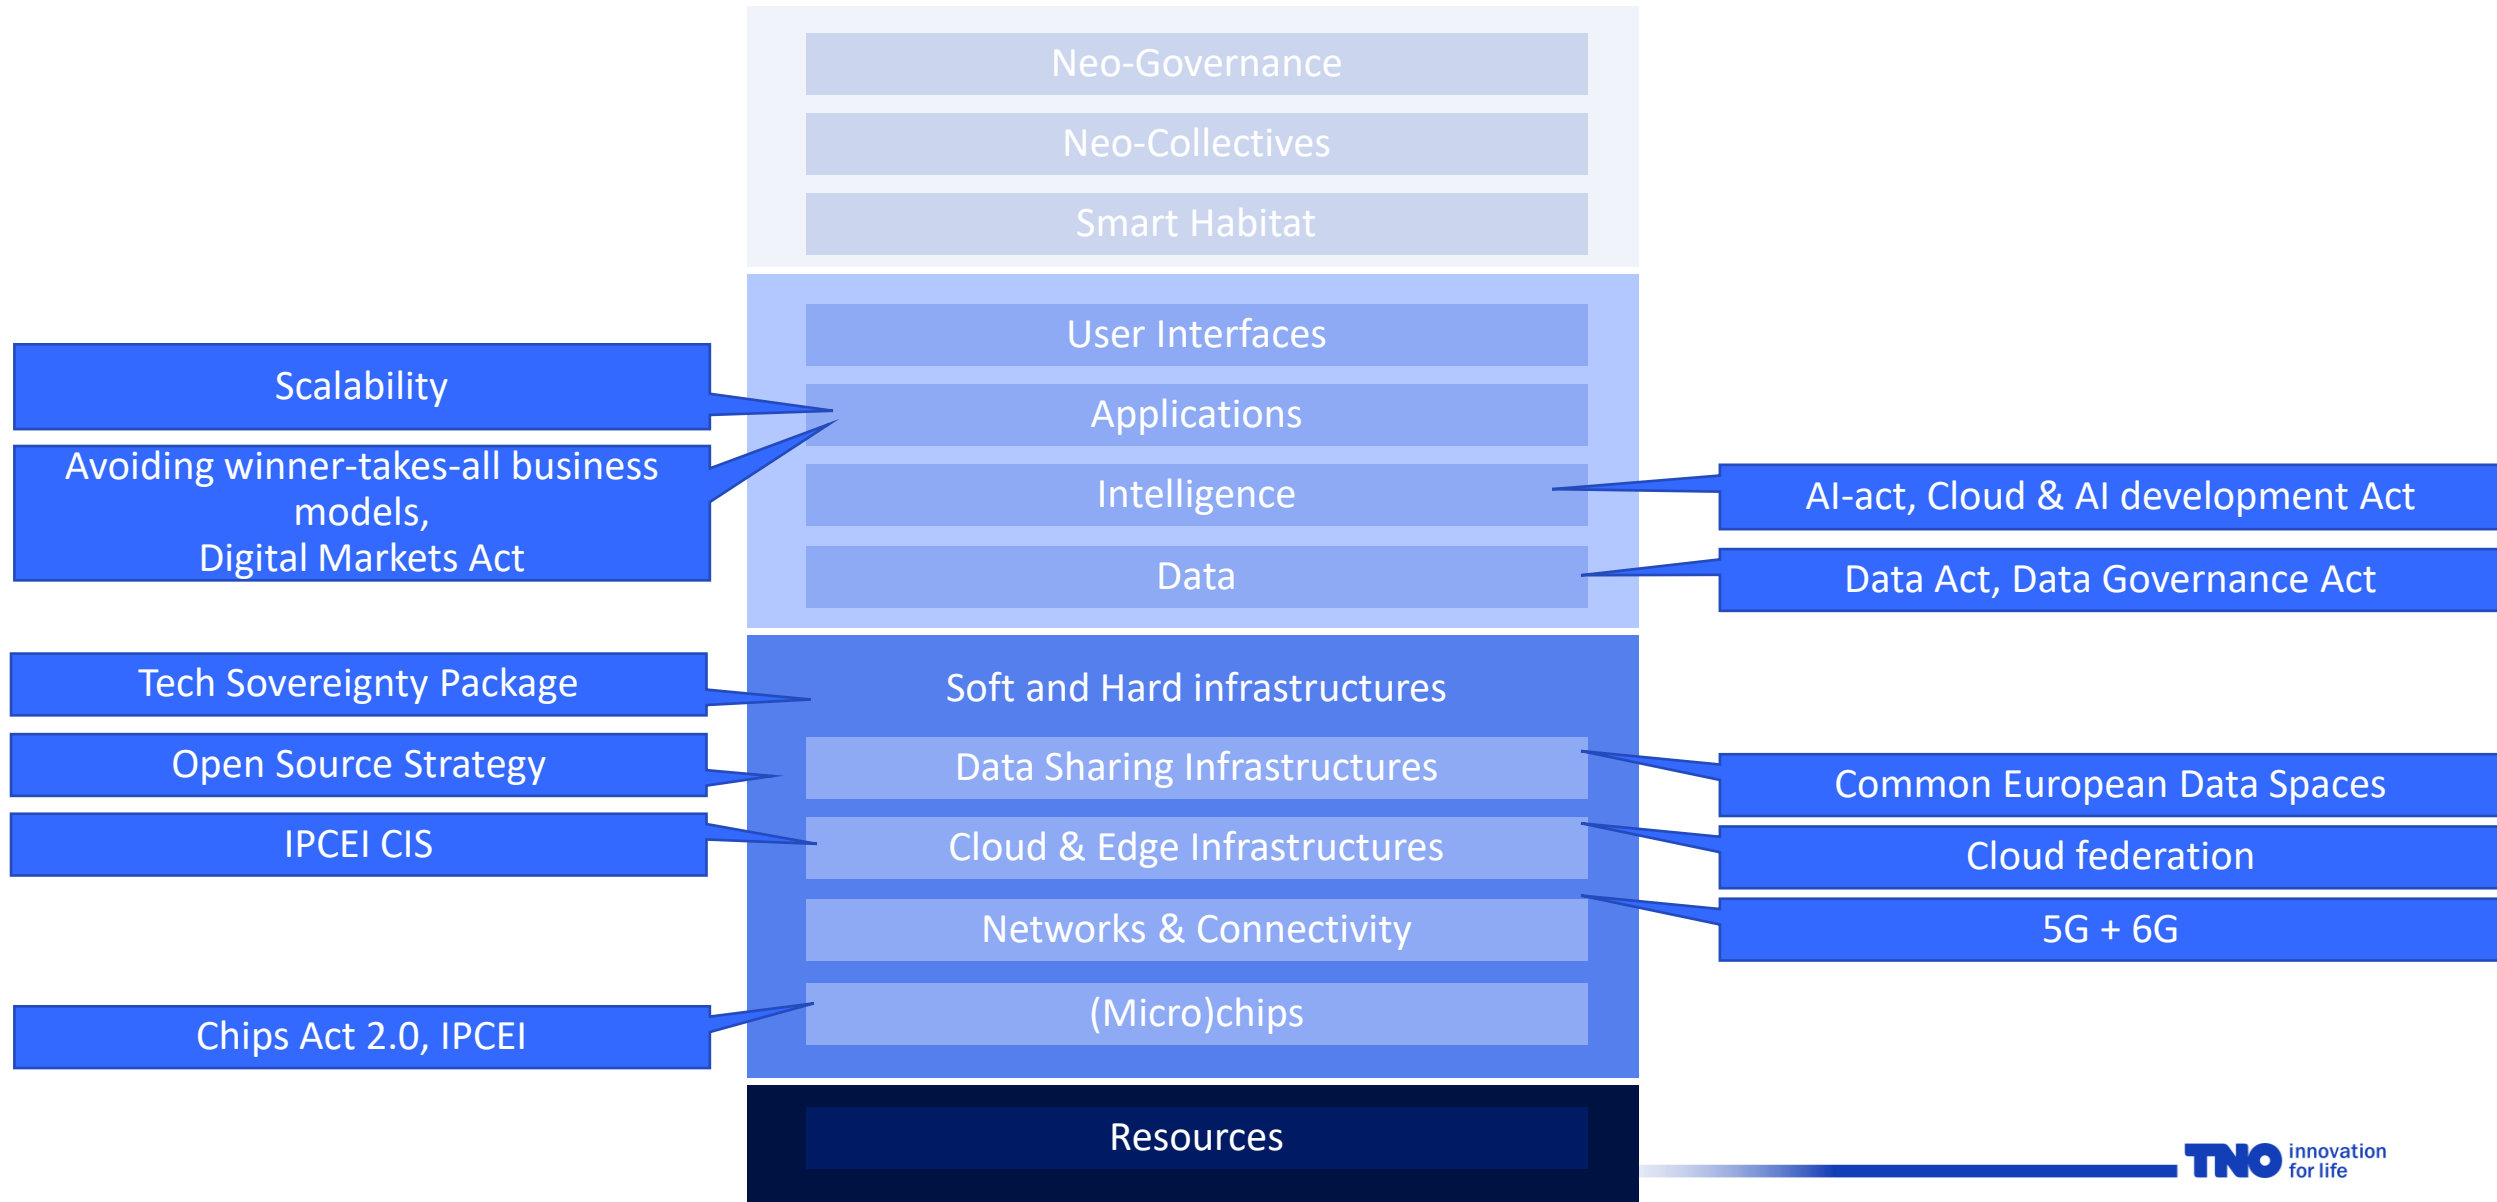 Neo-Governance
Neo-Collectives
Smart Habitat
User Interfaces
Scalability
Applications
Avoiding winner-takes-all business
models,
Digital Markets Act
Intelligence
AI-act, Cloud & AI development Act
Data
Data Act, Data Governance Act
Tech Sovereignty Package
Soft and Hard infrastructures
Open Source Strategy
Data Sharing Infrastructures
Common European Data Spaces
IPCEI CIS
Cloud & Edge Infrastructures
Cloud federation
Networks & Connectivity
5G + 6G
Chips Act 2.0, IPCEI
(Micro)chips
Resources
TNO innovation
for life